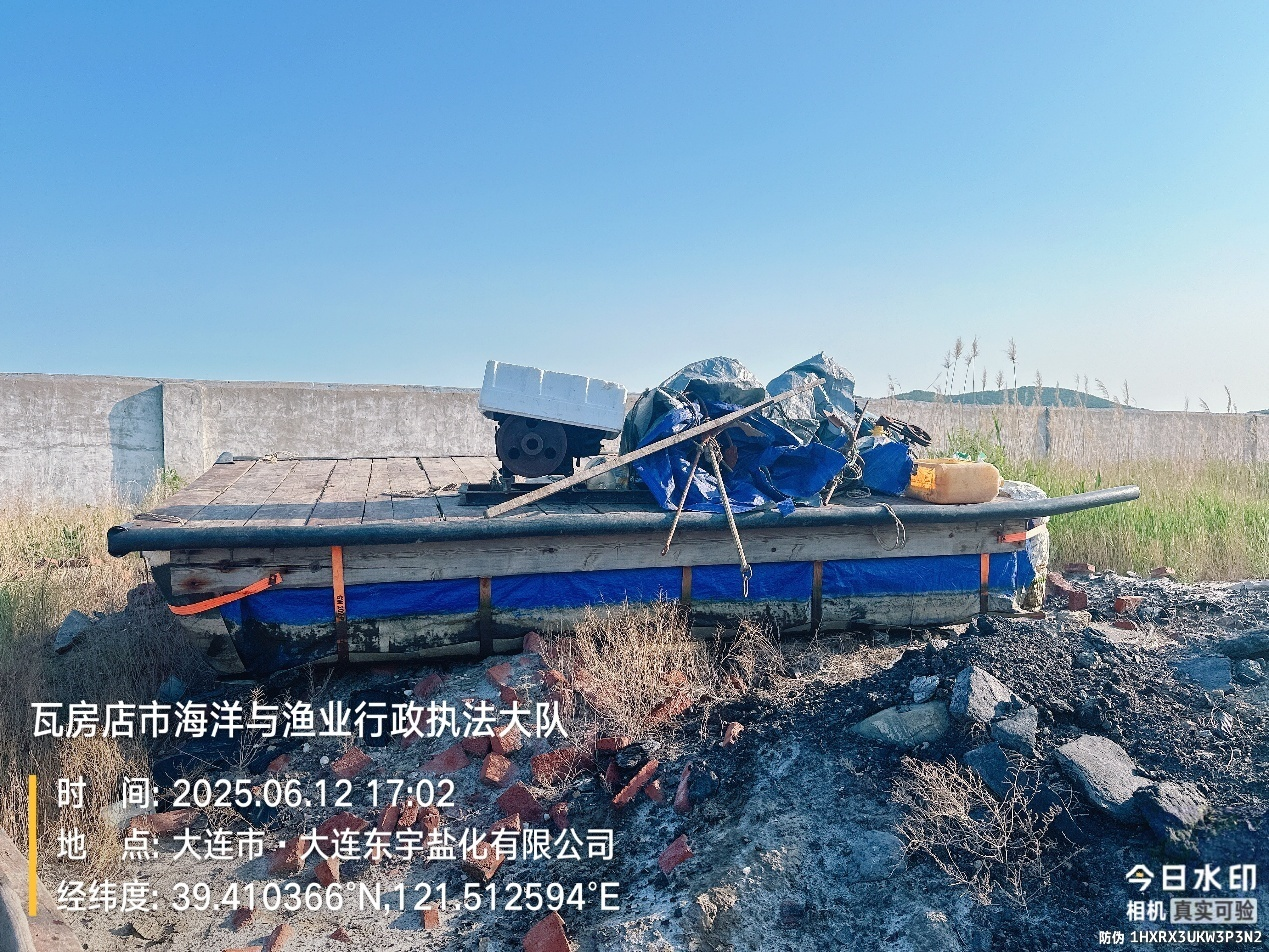 瓦房店市海洋与渔业行政执法大队
时 间: 2025.06.12 17:02
地 点: 大连市·大连东宇盐化有限公司
经纬度: 39.410366°N,121.512594°E
今日水印
相机 真实可验
防伪 1HXRX3UKW3P3N2